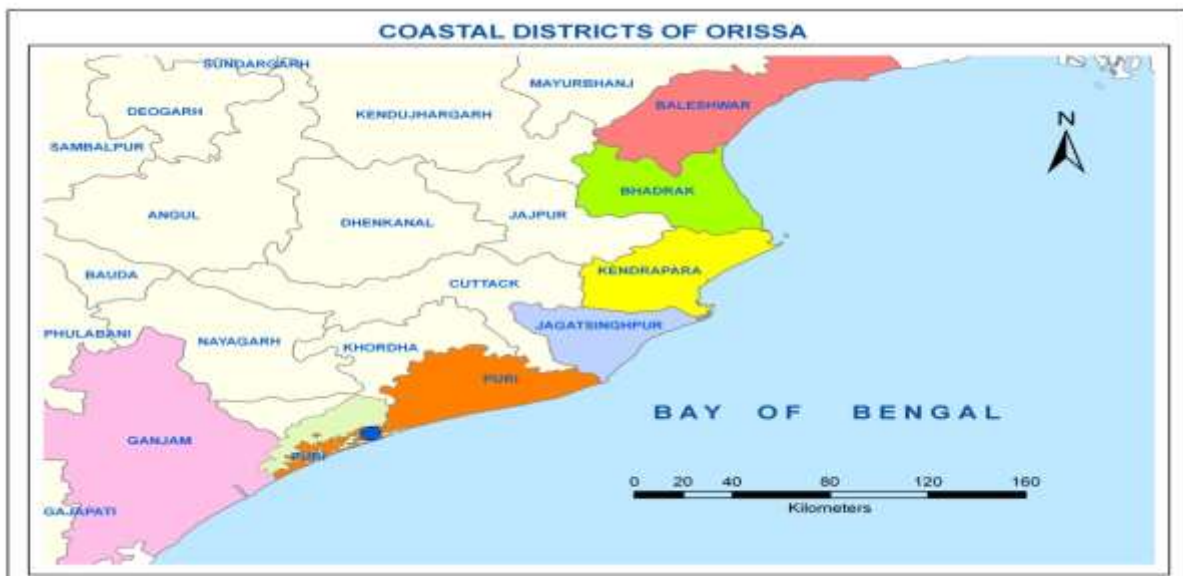 COASTAL DISTRICTS OF ORISSA
SUNDARGARH
MAYURBHANJ
BALESHWAR
DEOGARH
KENDUJHARGARH
N
SAMBALPUR
BHADRAK
ANGUL
DHENKANAL
JAJPUR
BAUDA
CUTTACK
KENDRAPARA
PHULABANI
NAYAGARH
KHORDHA
JAGATSINGHPUR
PURI
BAY OF BENGAL
GANJAM
PURI
0 20 40 80 120 160
Kilometers
GAJAPATI